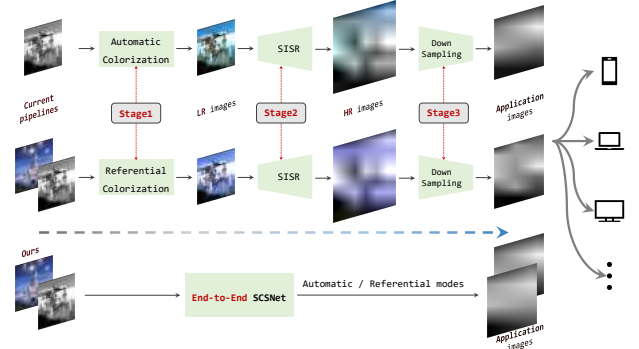 Automatic
Colorization
SISR
Down
Sampling
Current
pipelines
LR images
HR images
Application
images
Stage1
Stage2
Stage3
Referential
Colorization
SISR
Down
Sampling
Ours
End-to-End SCSNet
Automatic / Referential modes
Application
images